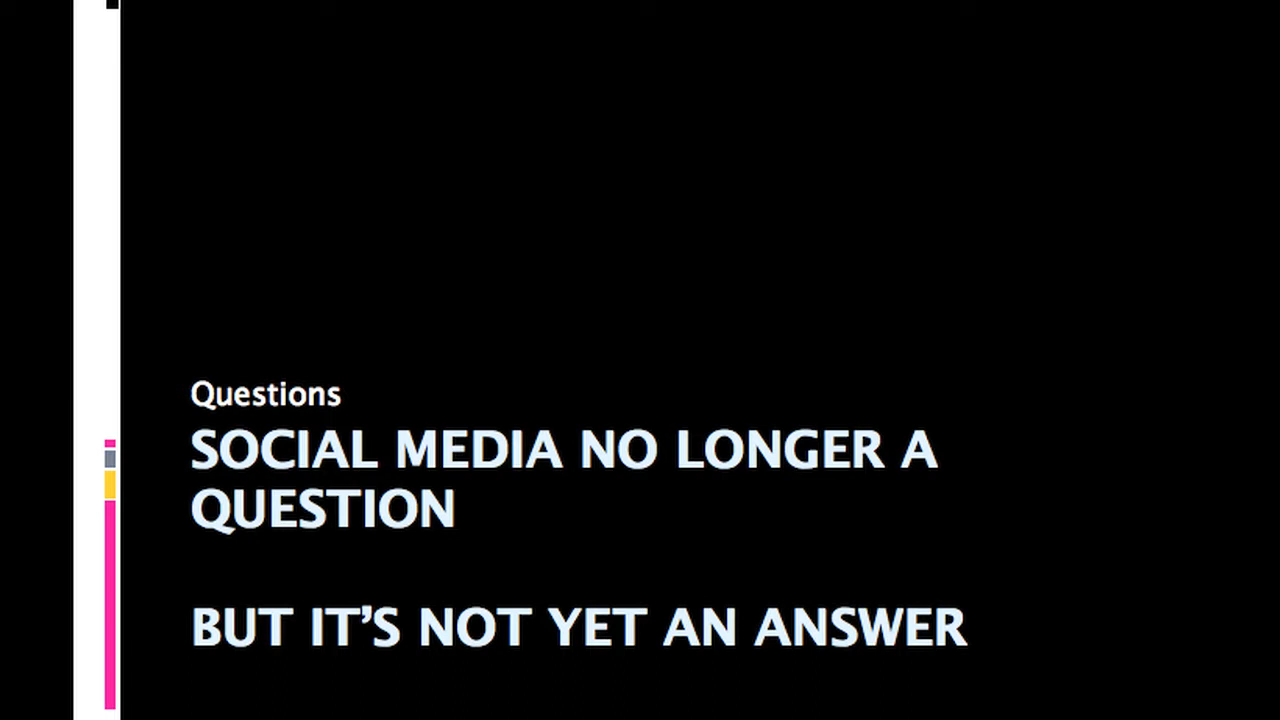 Questions
SOCIAL MEDIA NO LONGER A
QUESTION
BUT IT’S NOT YET AN ANSWER